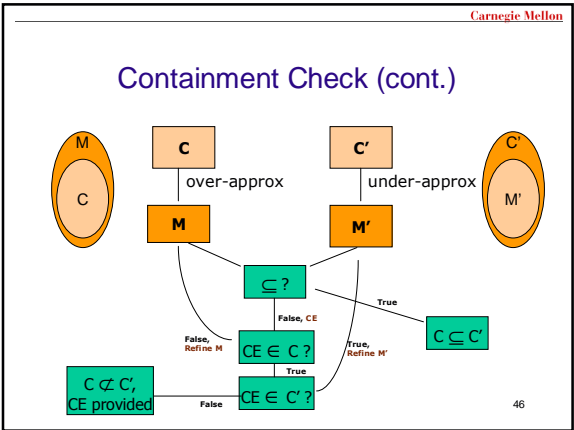 Carnegie Mellon
Containment Check (cont.)
M
C
C
over-approx
M
C’
under-approx
M’
C’
M’
⊆ ?
True
False, CE
C ⊆ C’
False,
Refine M
CE ∈ C ?
True,
Refine M’
True
C ⊄ C’,
CE provided
False
CE ∈ C’ ?
46